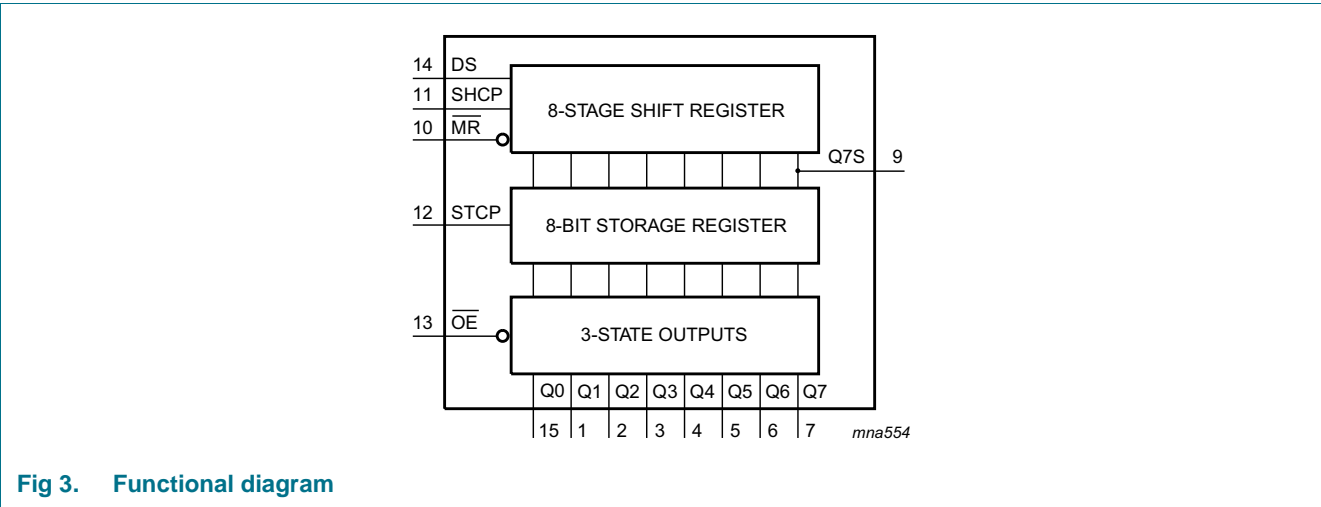 14 DS
11 SHCP
8-STAGE SHIFT REGISTER
10 MR
Q7S 9
12 STCP
8-BIT STORAGE REGISTER
13 OE
3-STATE OUTPUTS
Q0 Q1 Q2 Q3 Q4 Q5 Q6 Q7
15 1 2 3 4 5 6 7
mna554
Fig 3. Functional diagram